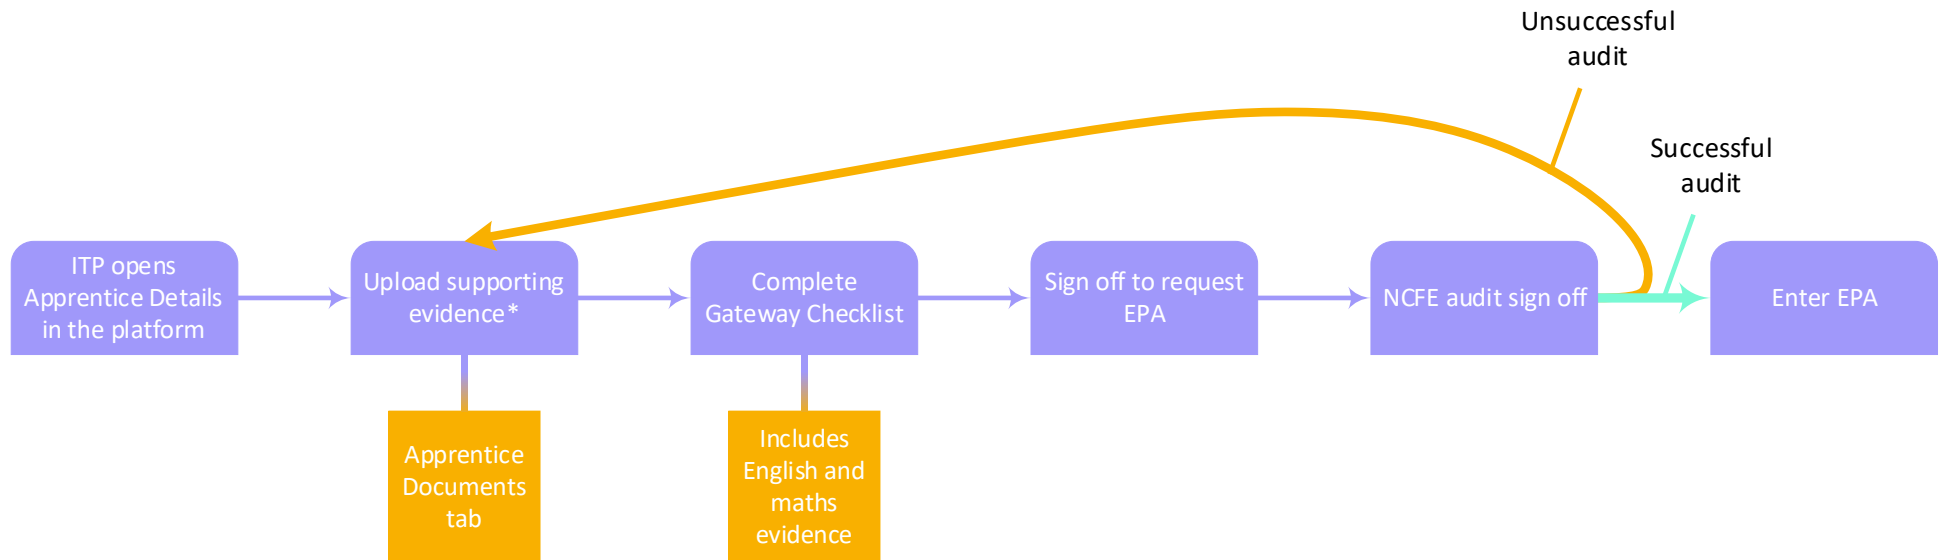 Unsuccessful
audit
Successful
audit
ITP opens
Apprentice Details
in the platform
Upload supporting
evidence*
Complete
Gateway Checklist
Sign off to request
EPA
NCFE audit sign off
Enter EPA
Apprentice
Documents
tab
Includes
English and
maths
evidence